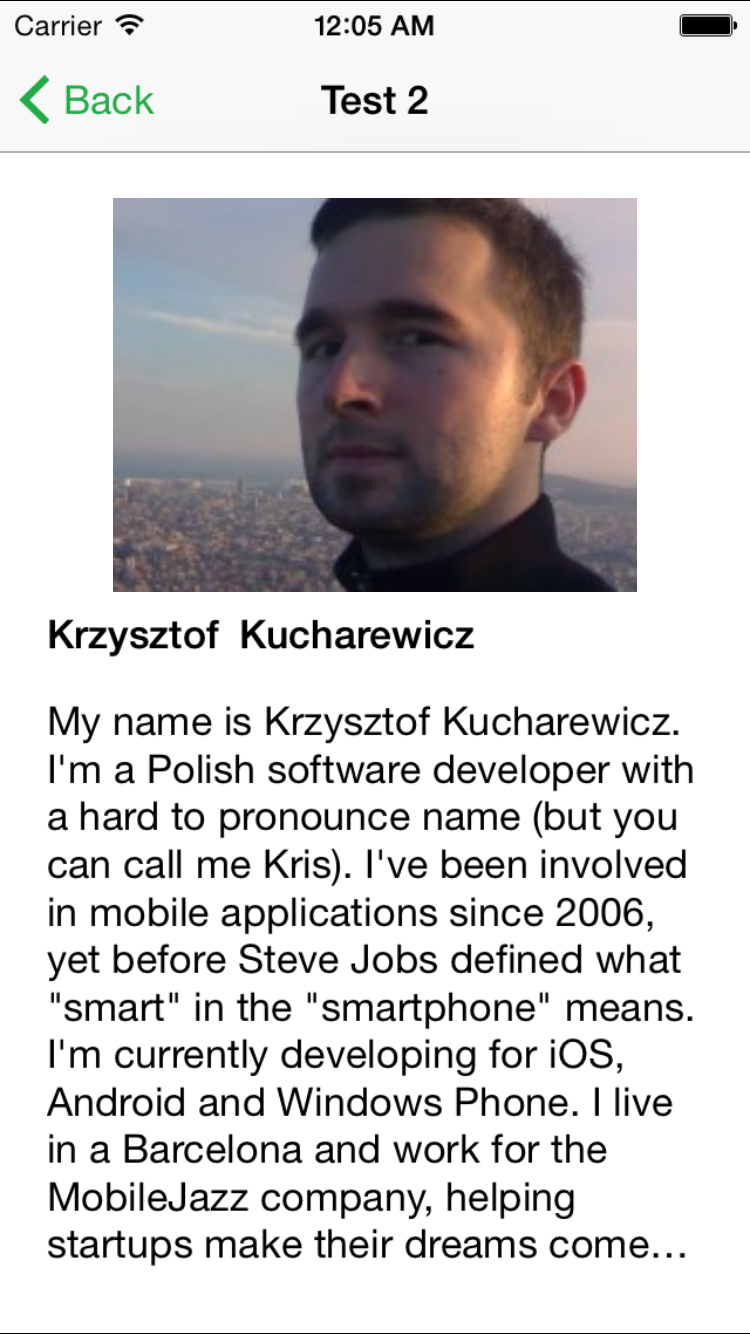 Carrier 12:05 AM
Back Test 2
Krzysztof  Kucharewicz
My name is Krzysztof Kucharewicz.
I'm a Polish software developer with
a hard to pronounce name (but you
can call me Kris). I've been involved
in mobile applications since 2006,
yet before Steve Jobs defined what
"smart" in the "smartphone" means.
I'm currently developing for iOS,
Android and Windows Phone. I live
in a Barcelona and work for the
MobileJazz company, helping
startups make their dreams come…